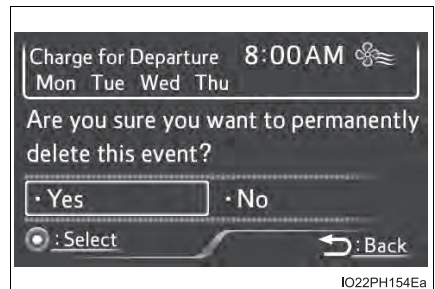 Charge for Departure 8:00AM
Mon Tue Wed Thu
Are you sure you want to permanently
delete this event?
・Yes ・No
:Select :Back
IO22PH154Ea